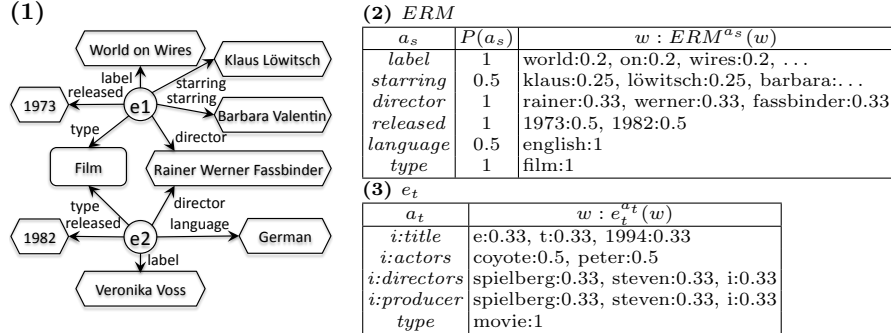 (1)
World on Wires
Klaus Löwitsch
label
starring
released
starring
1973
e1
Barbara Valentin
type
director
Film
Rainer Werner Fassbinder
type
director
released
language
1982
e2
German
label
Veronika Voss
(2) ERM
a_s P(a_s) w : ERM^{a_s}(w)
label 1 world:0.2, on:0.2, wires:0.2, ...
starring 0.5 klaus:0.25, löwitsch:0.25, barbara:...
director 1 rainer:0.33, werner:0.33, fassbinder:0.33
released 1 1973:0.5, 1982:0.5
language 0.5 english:1
type 1 film:1
(3) e_t
a_t w : e_t^{a_t}(w)
i:title e:0.33, t:0.33, 1994:0.33
i:actors coyote:0.5, peter:0.5
i:directors spielberg:0.33, steven:0.33, i:0.33
i:producer spielberg:0.33, steven:0.33, i:0.33
type movie:1